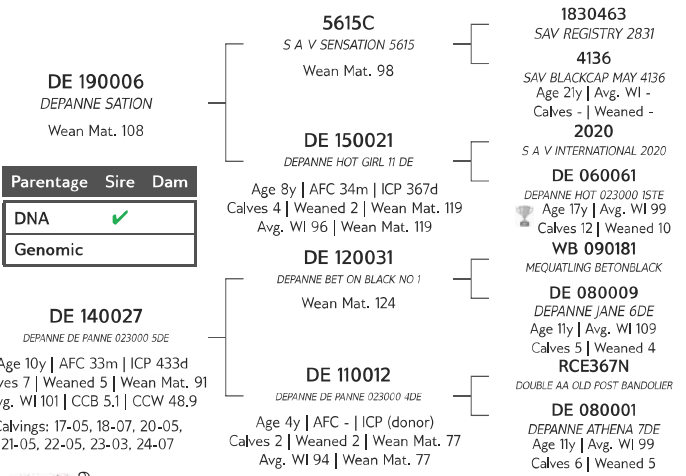 5615C
S A V SENSATION 5615
Wean Mat. 98
1830463
SAV REGISTRY 2831
4136
SAV BLACKCAP MAY 4136
Age 21y | Avg. WI -
Calves - | Weaned -
DE 190006
DEPANNE SATION
Wean Mat. 108
DE 150021
DEPANNE HOT GIRL 11 DE
Age 8y | AFC 34m | ICP 367d
Calves 4 | Weaned 2 | Wean Mat. 119
Avg. WI 96 | Wean Mat. 119
2020
S A V INTERNATIONAL 2020
DE 060061
DEPANNE HOT 023000 1STE
Age 17y | Avg. WI 99
Calves 12 | Weaned 10
Parentage Sire Dam
DNA ✔
Genomic
DE 120031
DEPANNE BET ON BLACK NO 1
Wean Mat. 124
WB 090181
MEQUATLING BETONBLACK
DE 080009
DEPANNE JANE 6DE
Age 11y | Avg. WI 109
Calves 5 | Weaned 4
DE 140027
DEPANNE DE PANNE 023000 5DE
Age 10y | AFC 33m | ICP 433d
ves 7 | Weaned 5 | Wean Mat. 91
vg. WI 101 | CCB 5.1 | CCW 48.9
Calvings: 17-05, 18-07, 20-05,
21-05, 22-05, 23-03, 24-07
DE 110012
DEPANNE DE PANNE 023000 4DE
Age 4y | AFC - | ICP (donor)
Calves 2 | Weaned 2 | Wean Mat. 77
Avg. WI 94 | Wean Mat. 77
RCE367N
DOUBLE AA OLD POST BANDOLIER
DE 080001
DEPANNE ATHENA 7DE
Age 11y | Avg. WI 99
Calves 6 | Weaned 5